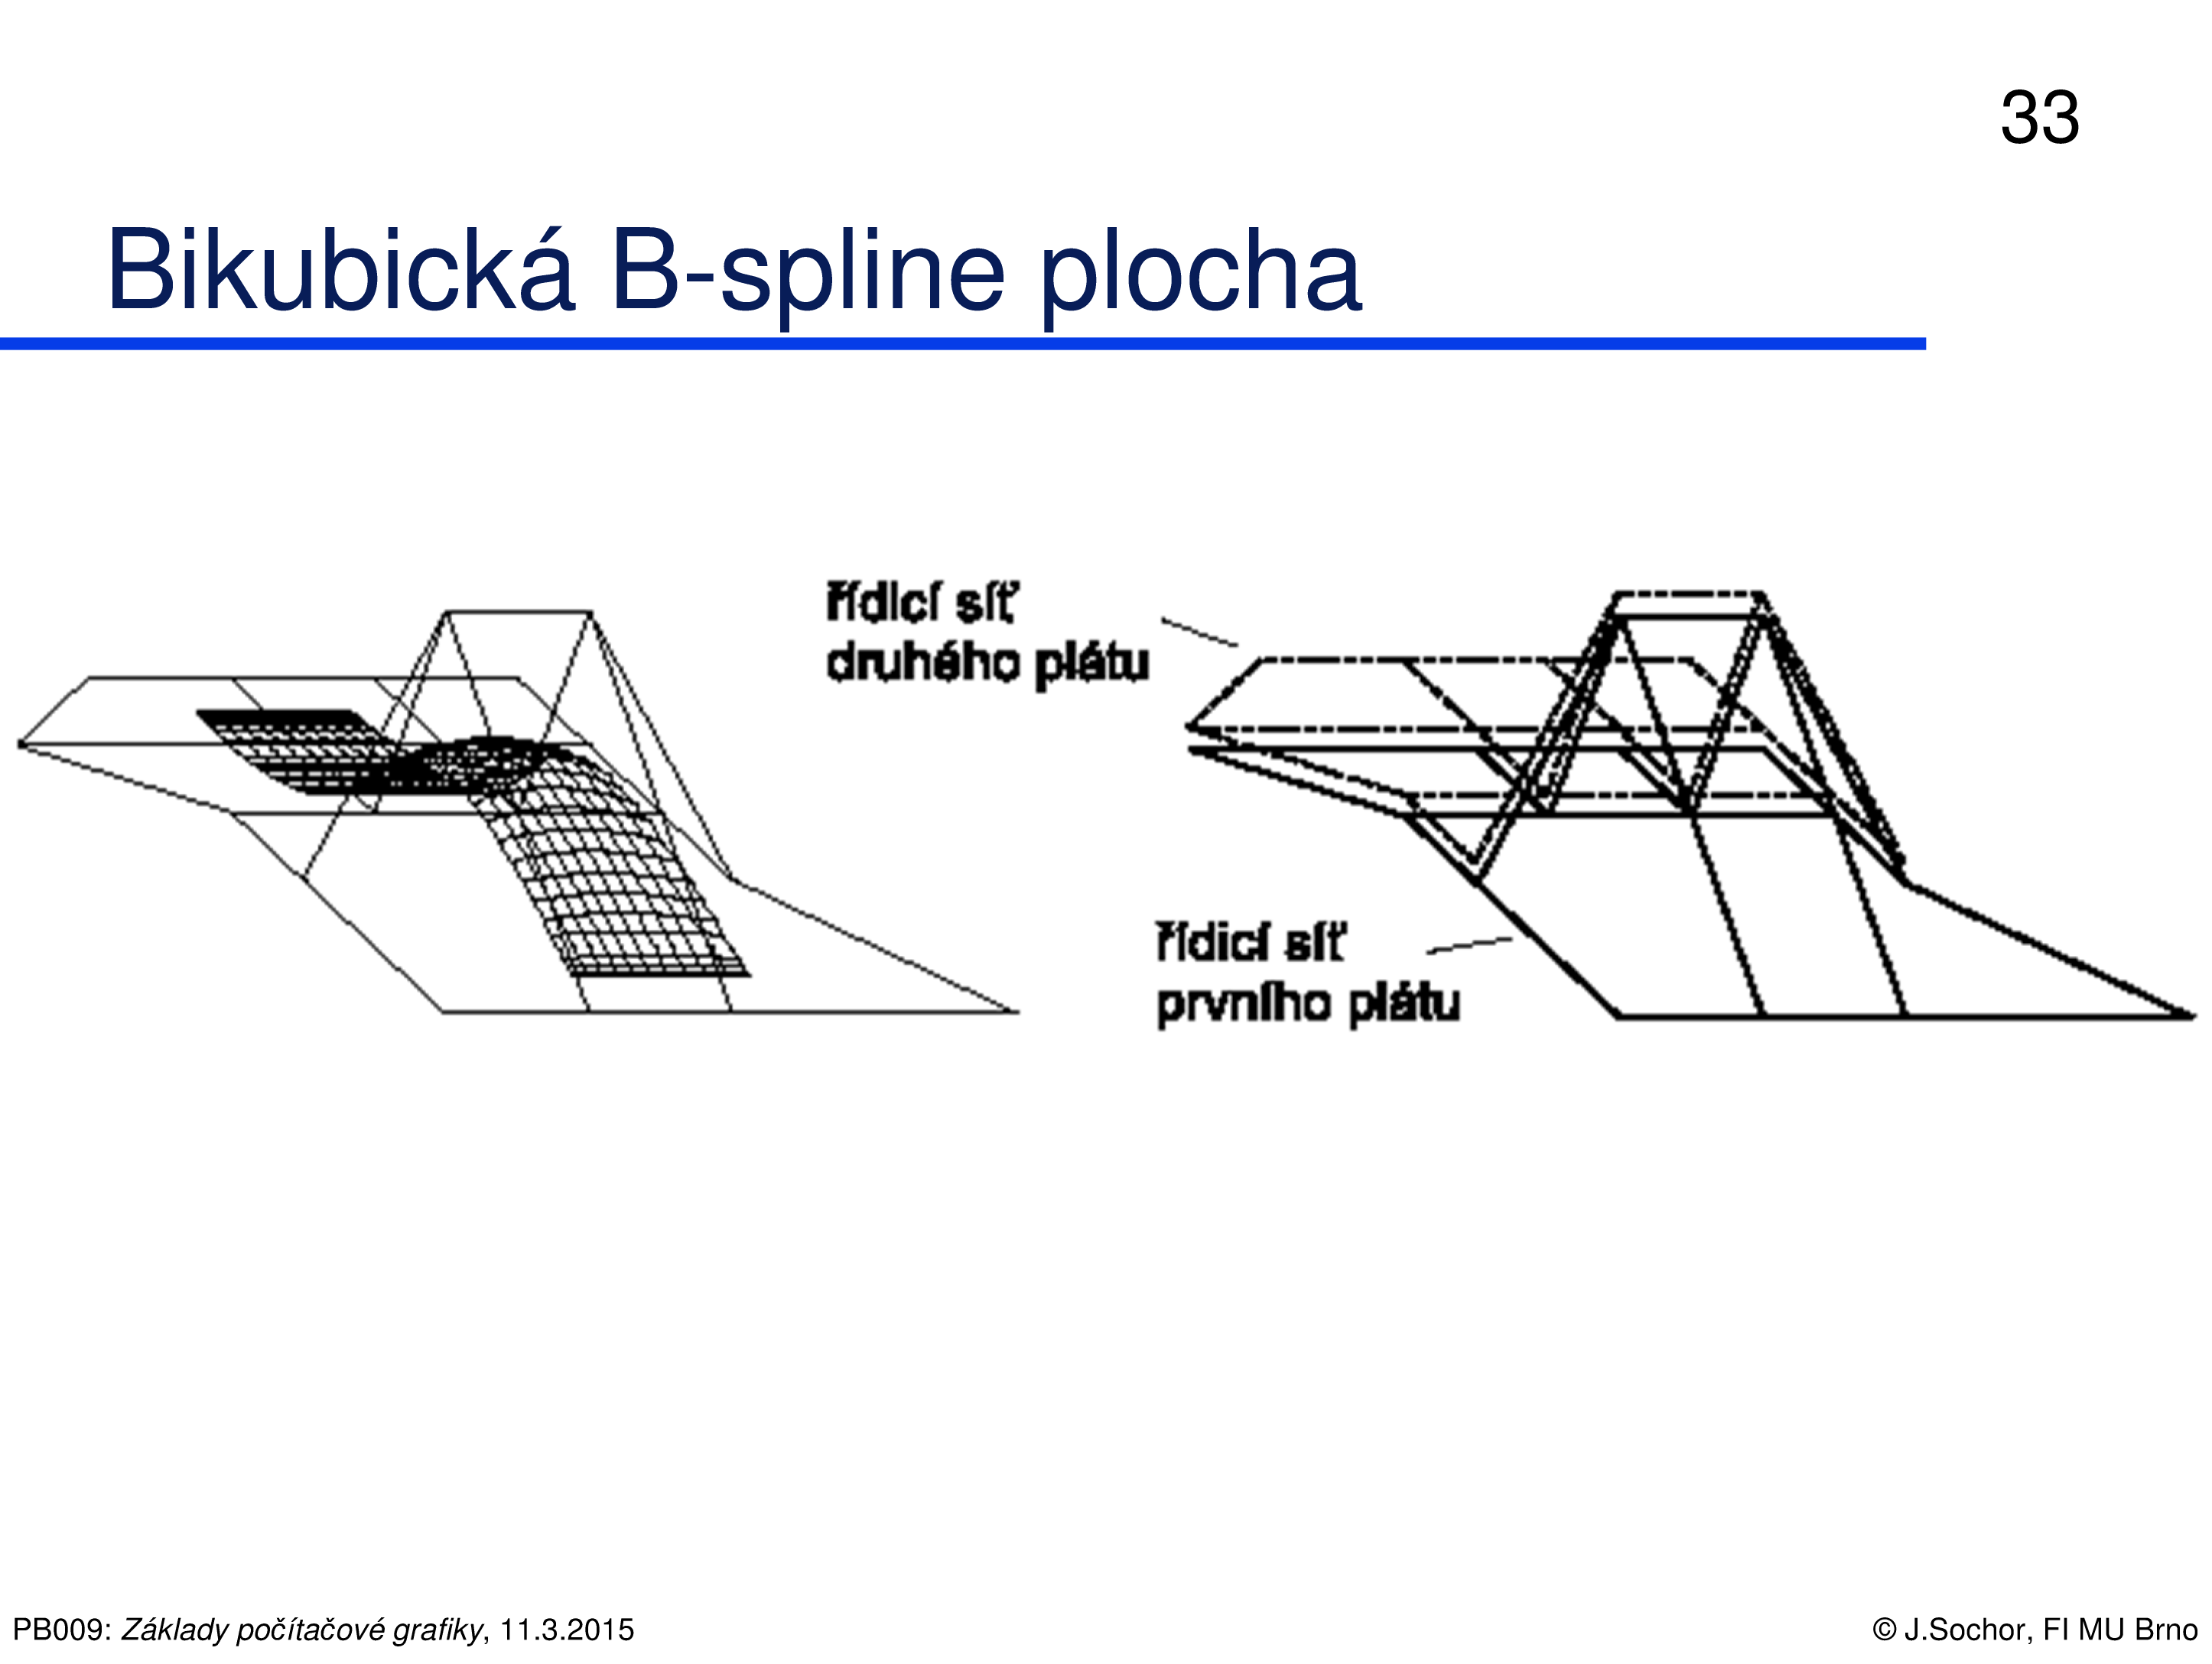 33
Bikubická B-spline plocha
řídicí síť
druhého plátu
řídicí síť
prvního plátu
PB009: Základy počítačové grafiky, 11.3.2015
© J.Sochor, FI MU Brno